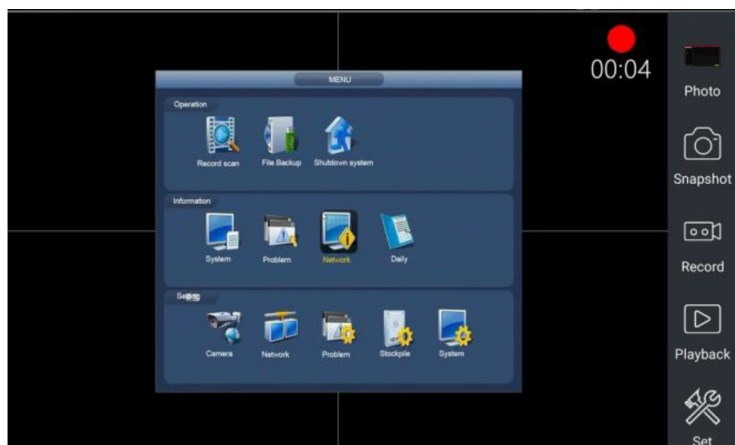 MENU
00:04
Operation
Record scan
File Backup
Shutdown system
Information
System
Problem
Network
Daily
Camera
Network
Problem
Stockpile
System
Photo
Snapshot
Record
Playback
Set